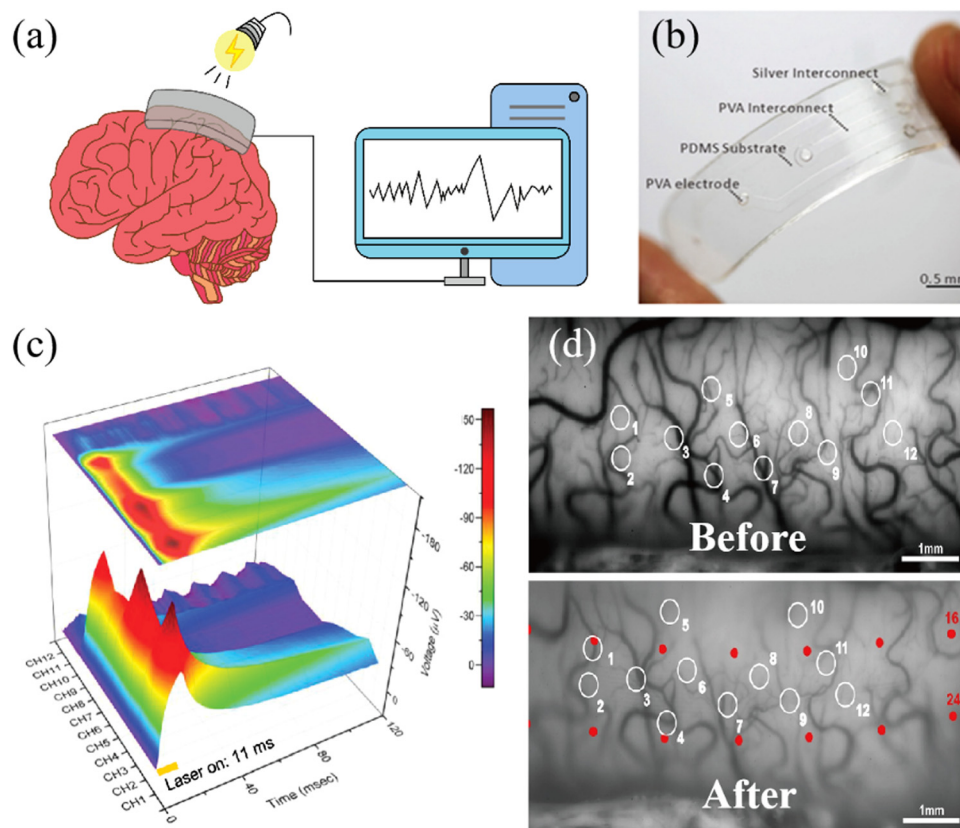 (a)
(b)
Silver Interconnect
PVA Interconnect
PDMS Substrate
PVA electrode
0.5 mm
(c)
50
-120
-90
-60
-30
0
-180
-120
-60
0
Voltage (μV)
CH12
CH11
CH10
CH9
CH8
CH7
CH6
CH5
CH4
CH3
CH2
CH1
Laser on: 11 ms
0
40
80
120
Time (msec)
(d)
10
5
11
1
8
6
3
12
2
9
7
4
Before
1mm
5
10
16
1
11
8
6
3
2
12
9
7
4
24
After
1mm